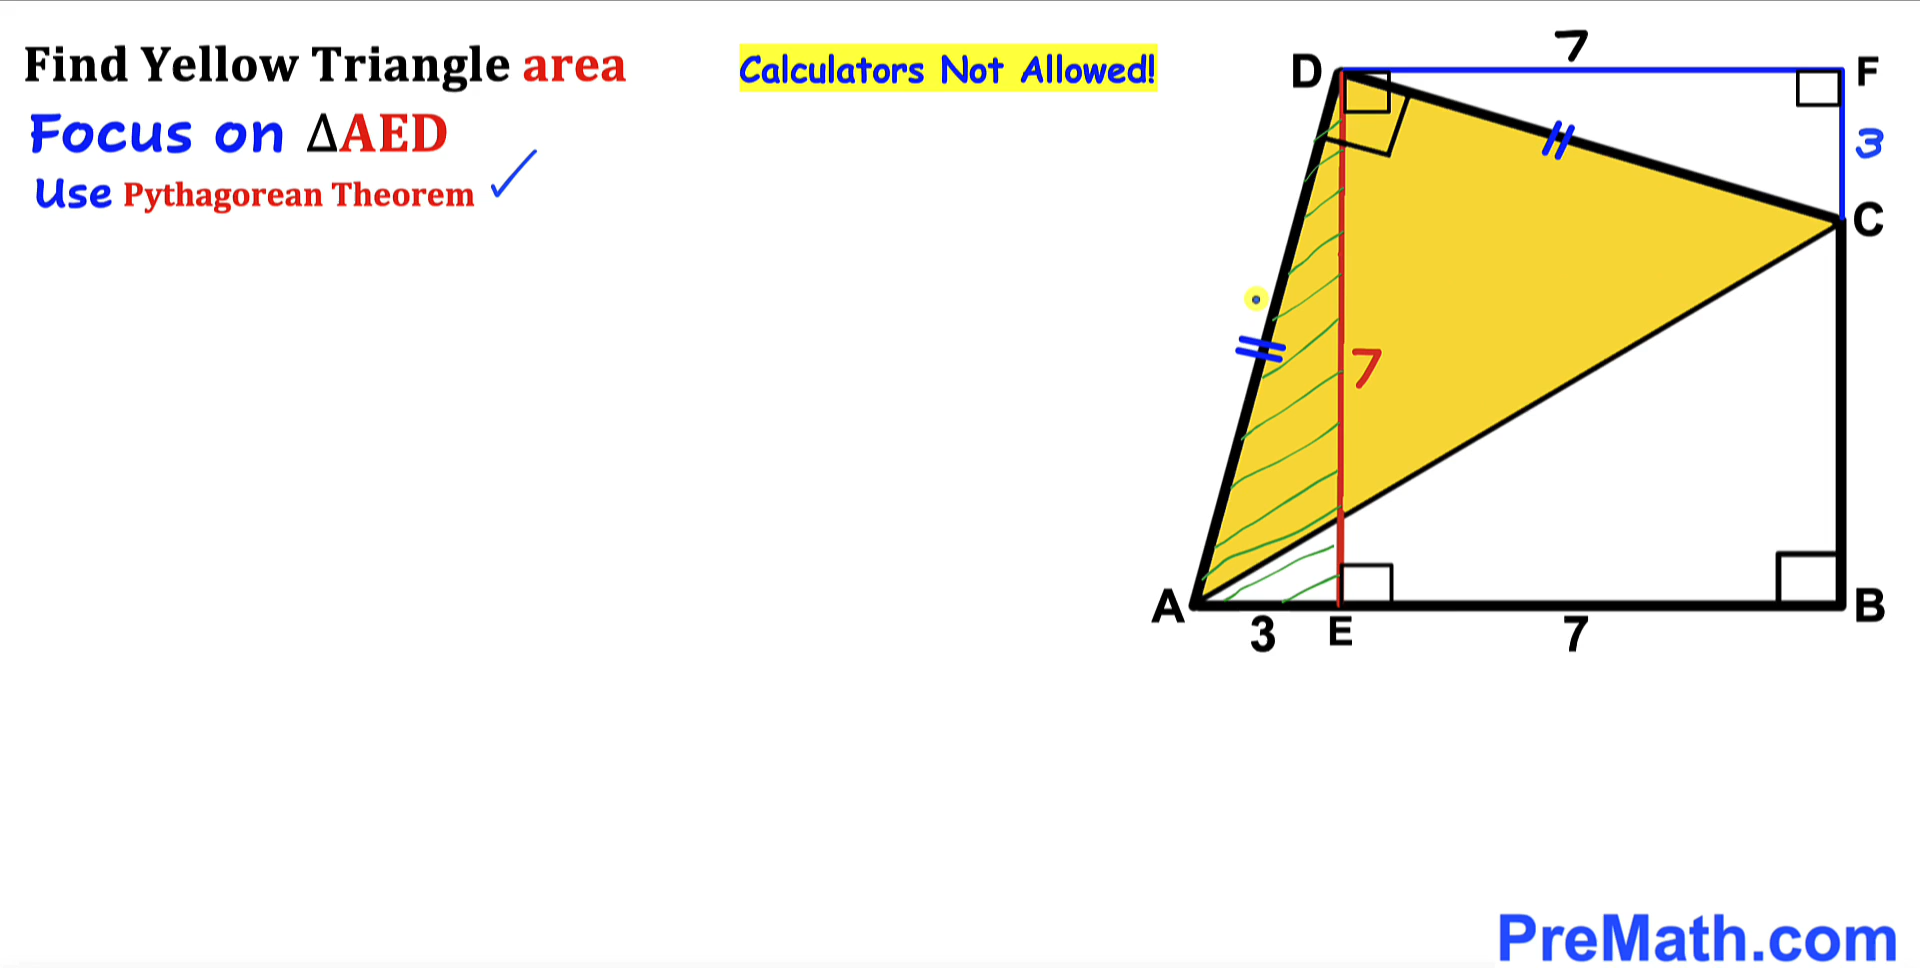 Find Yellow Triangle area
Focus on ΔAED
Use Pythagorean Theorem
Calculators Not Allowed!
7
D
F
3
C
7
A
B
3
E
7
PreMath.com